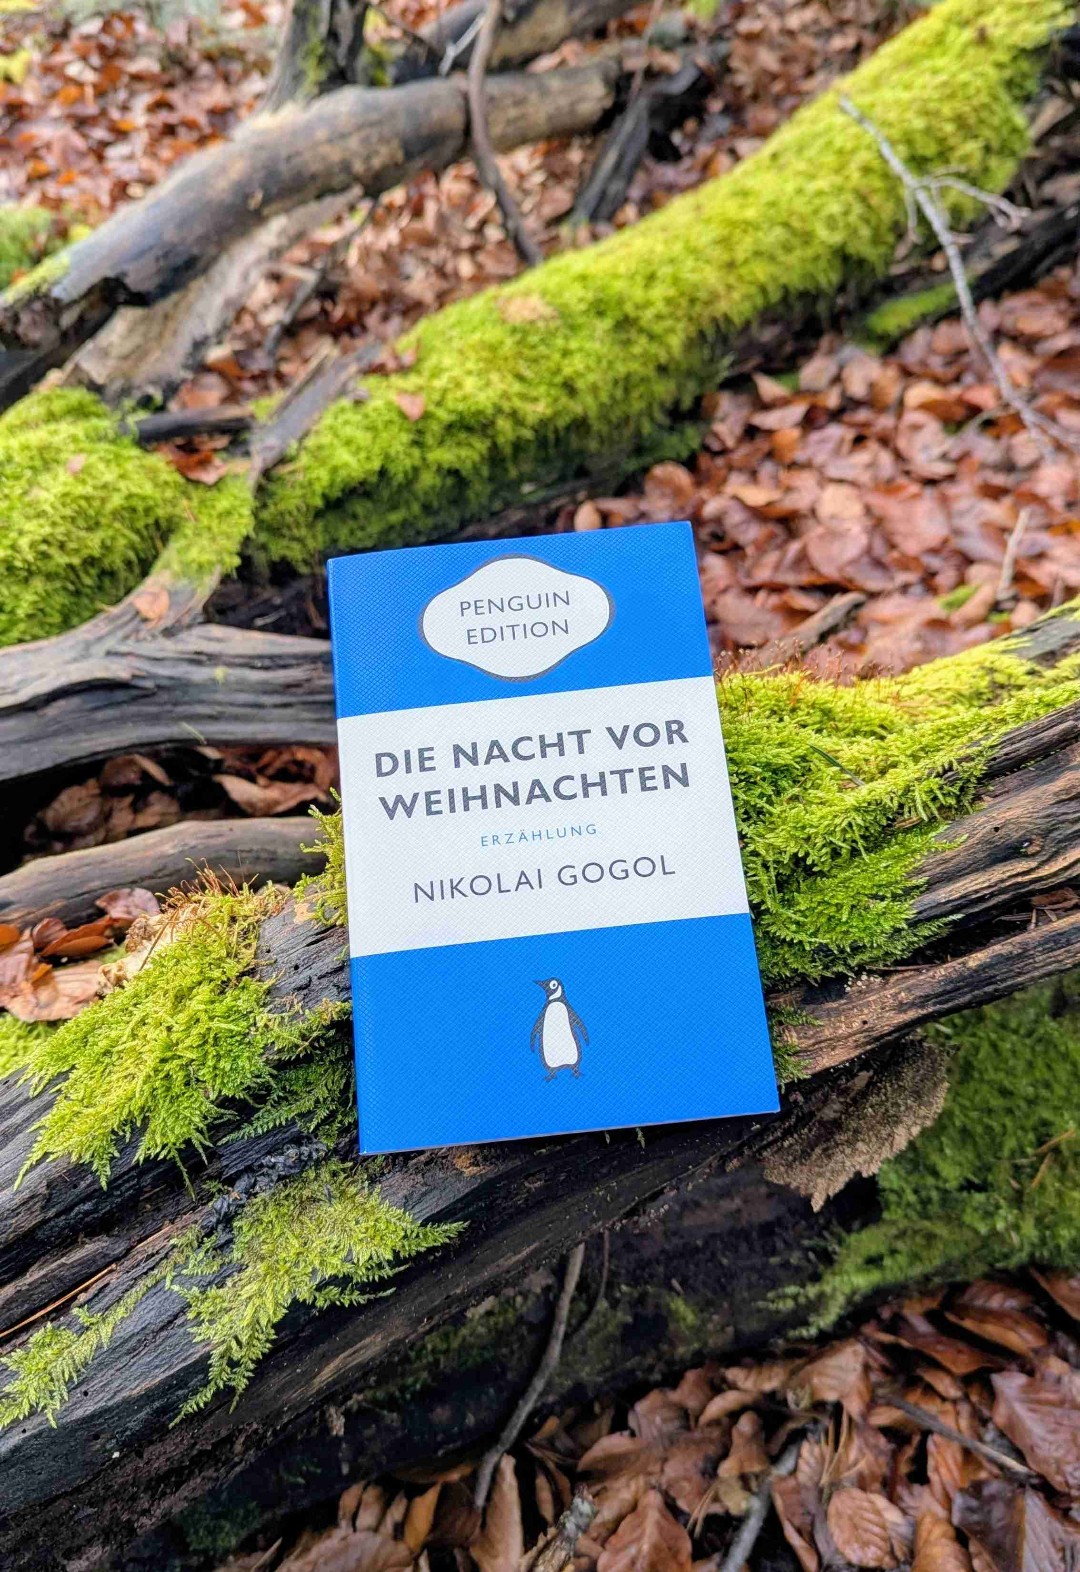 PENGUIN
EDITION
DIE NACHT VOR
WEIHNACHTEN
ERZÄHLUNG
NIKOLAI GOGOL